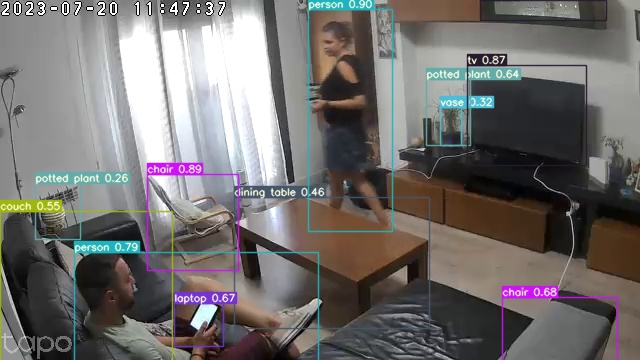 2023-07-20 11:47:37
person 0.90
tv 0.87
potted plant 0.64
vase 0.32
chair 0.89
potted plant 0.26
dining table 0.46
couch 0.55
person 0.79
laptop 0.67
chair 0.68
tapo